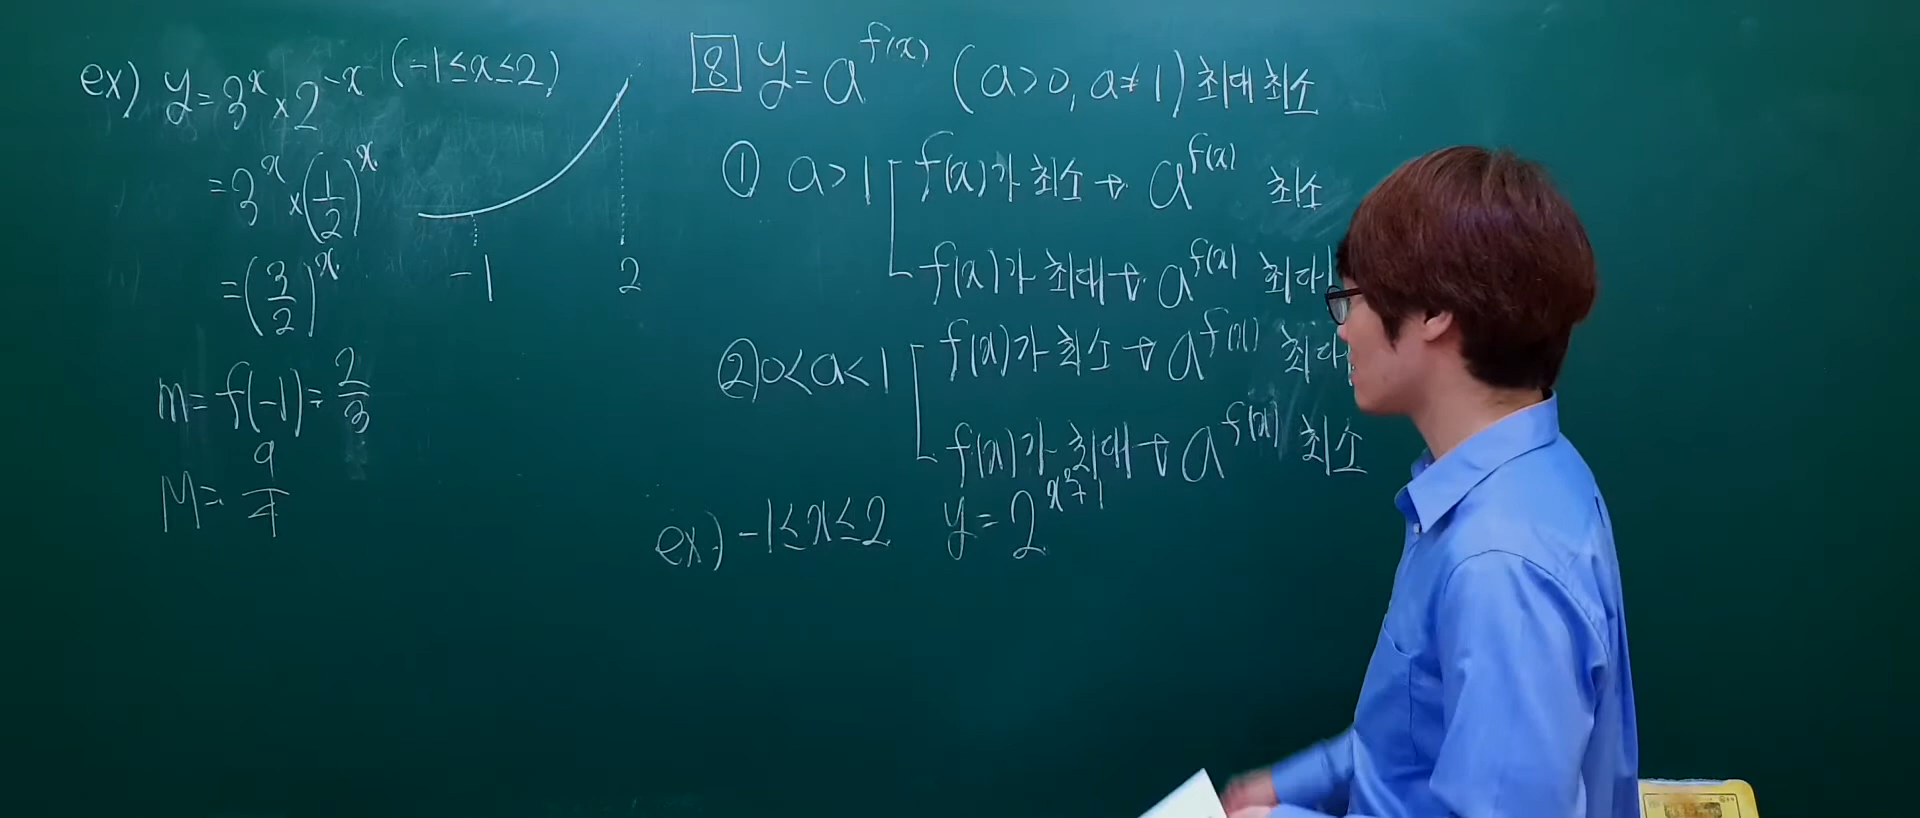 ex) y=3^x×2^-x (-1≤x≤2)
=3^x×(1/2)^x
=(3/2)^x
-1 2
m=f(-1)=2/3
M=9/4
8 y=a^f(x) (a>0, a≠1) 최대 최소
① a>1 f(x)가 최소 → a^f(x) 최소
f(x)가 최대 → a^f(x) 최대
② 0<a<1 f(x)가 최소 → a^f(x) 최대
f(x)가 최대 → a^f(x) 최소
ex) -1≤x≤2 y=2^x²+1